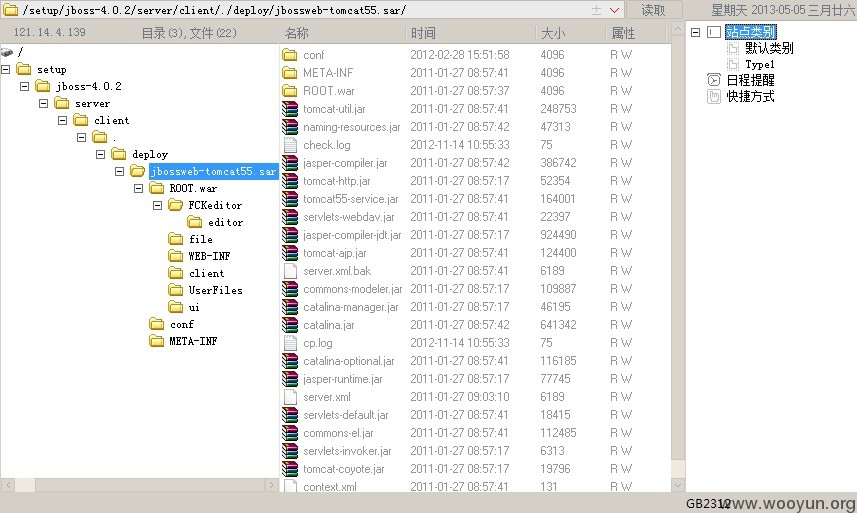 /setup/jboss-4.0.2/server/client/./deploy/jbossweb-tomcat55.sar/
读取
星期天 2013-05-05 三月廿六
121.14.4.139
目录(3),文件(22)
名称 时间 大小 属性
/
setup
jboss-4.0.2
server
client
.
deploy
jbossweb-tomcat55.sar
ROOT.war
FCKeditor
editor
file
WEB-INF
client
UserFiles
ui
conf
META-INF
conf 2012-02-28 15:51:58 4096 R W
META-INF 2011-01-27 08:57:41 4096 R W
ROOT.war 2011-01-27 08:57:37 4096 R W
tomcat-util.jar 2011-01-27 08:57:41 248753 R W
naming-resources.jar 2011-01-27 08:57:42 47313 R W
check.log 2012-11-14 10:55:33 75 R W
jasper-compiler.jar 2011-01-27 08:57:42 386742 R W
tomcat-http.jar 2011-01-27 08:57:17 52354 R W
tomcat55-service.jar 2011-01-27 08:57:41 164001 R W
servlets-webdav.jar 2011-01-27 08:57:41 22397 R W
jasper-compiler-jdt.jar 2011-01-27 08:57:17 924490 R W
tomcat-ajp.jar 2011-01-27 08:57:41 124400 R W
server.xml.bak 2011-01-27 08:57:41 6189 R W
commons-modeler.jar 2011-01-27 08:57:17 109887 R W
catalina-manager.jar 2011-01-27 08:57:17 46195 R W
catalina.jar 2011-01-27 08:57:42 641342 R W
cp.log 2012-11-14 10:55:33 75 R W
catalina-optional.jar 2011-01-27 08:57:41 116185 R W
jasper-runtime.jar 2011-01-27 08:57:17 77745 R W
server.xml 2011-01-27 09:03:10 6189 R W
servlets-default.jar 2011-01-27 08:57:41 18415 R W
commons-el.jar 2011-01-27 08:57:41 112485 R W
servlets-invoker.jar 2011-01-27 08:57:17 6313 R W
tomcat-coyote.jar 2011-01-27 08:57:17 19796 R W
context.xml 2011-01-27 08:57:41 131 R W
站点类别
默认类别
Type1
日程提醒
快捷方式
GB2312
www.wooyun.org